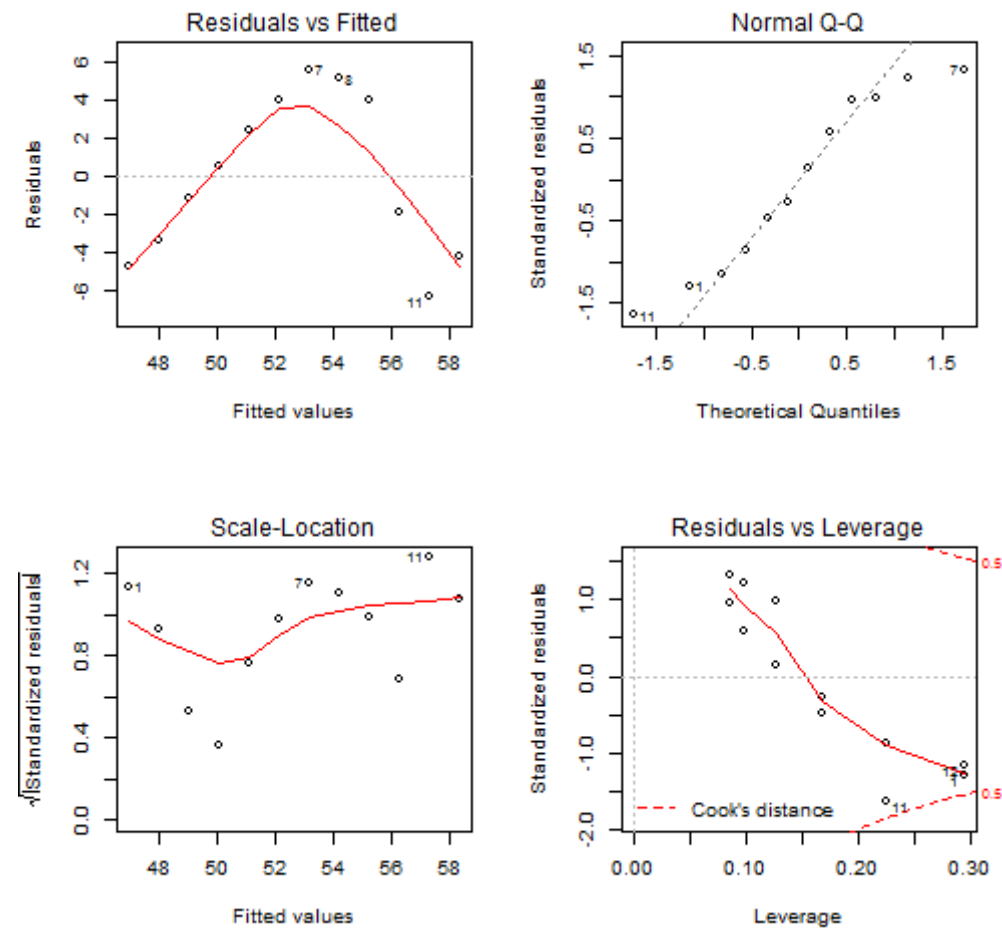 Residuals vs Fitted
Residuals
6
4
2
0
-2
-4
-6
7
8
11
48 50 52 54 56 58
Fitted values
Normal Q-Q
Standardized residuals
1.5
0.5
-0.5
-1.5
7
1
11
-1.5 -0.5 0.5 1.5
Theoretical Quantiles
Scale-Location
√|Standardized residuals|
1.2
0.8
0.4
0.0
1
7
11
48 50 52 54 56 58
Fitted values
Residuals vs Leverage
Standardized residuals
1.0
0.0
-1.0
-2.0
0.5
12
1
0.5
11
Cook's distance
0.00 0.10 0.20 0.30
Leverage